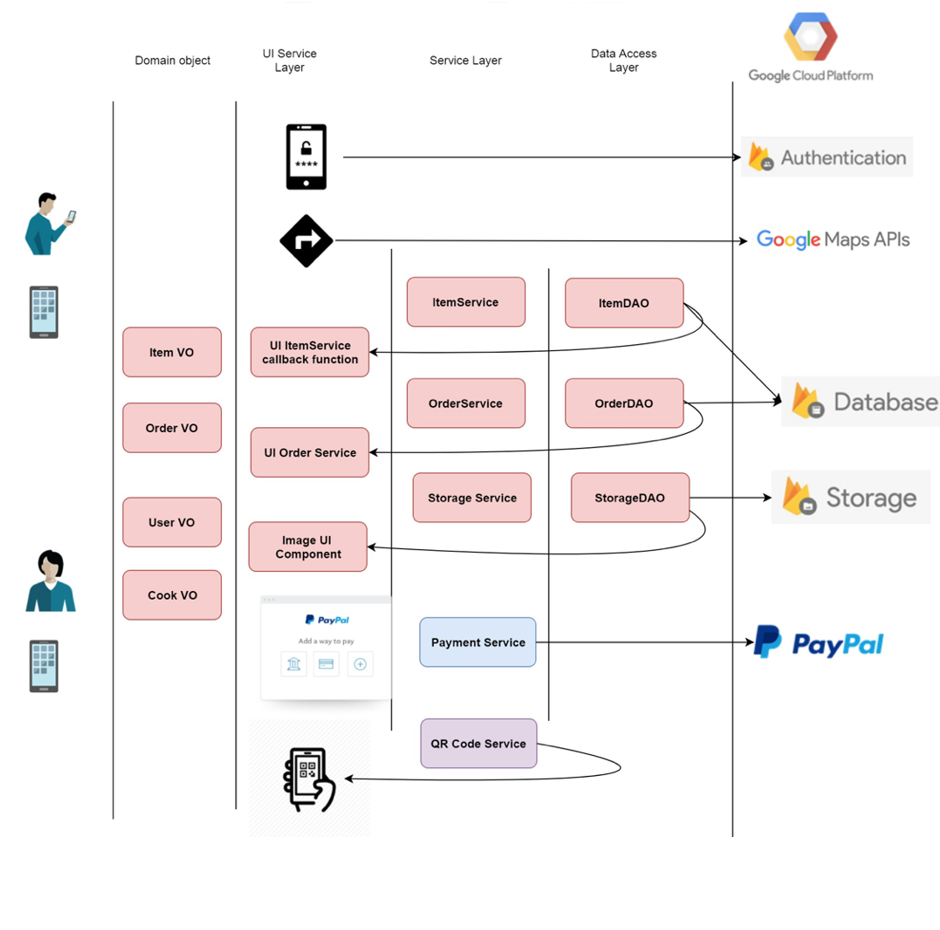 Domain object
UI Service
Layer
Service Layer
Data Access
Layer
Google Cloud Platform
****
Authentication
Google Maps APIs
ItemService
ItemDAO
Item VO
UI ItemService
callback function
OrderService
OrderDAO
Database
Order VO
UI Order Service
Storage Service
StorageDAO
Storage
User VO
Image UI
Component
Cook VO
PayPal
Add a way to pay
Payment Service
PayPal
QR Code Service